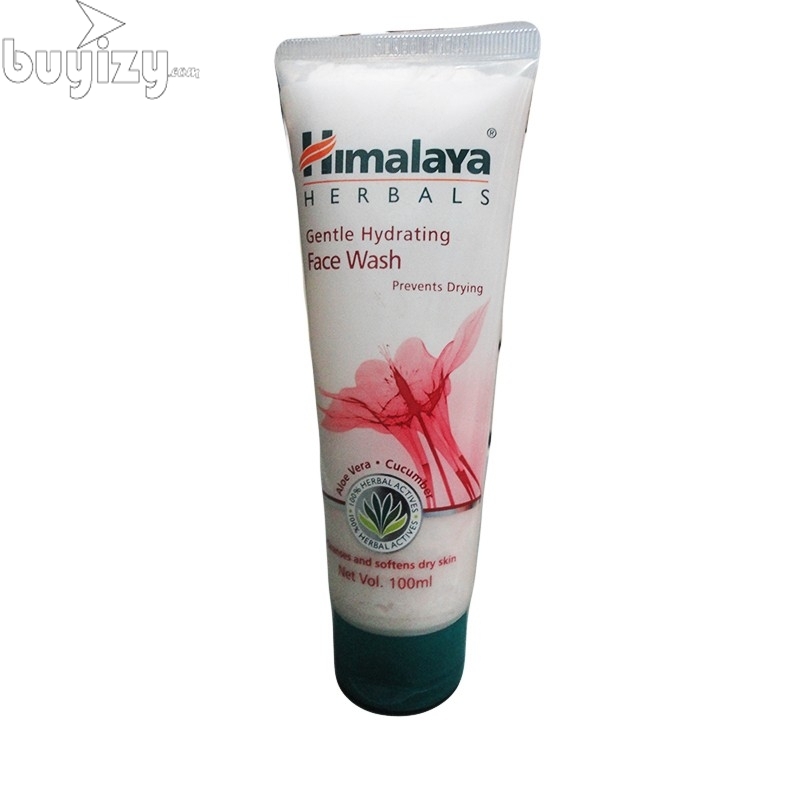 buyizy.com
Himalaya®
HERBALS
Gentle Hydrating
Face Wash
Prevents Drying
Aloe Vera • Cucumber
100% HERBAL ACTIVES • 100% HERBAL ACTIVES •
and softens dry skin
Net Vol. 100ml